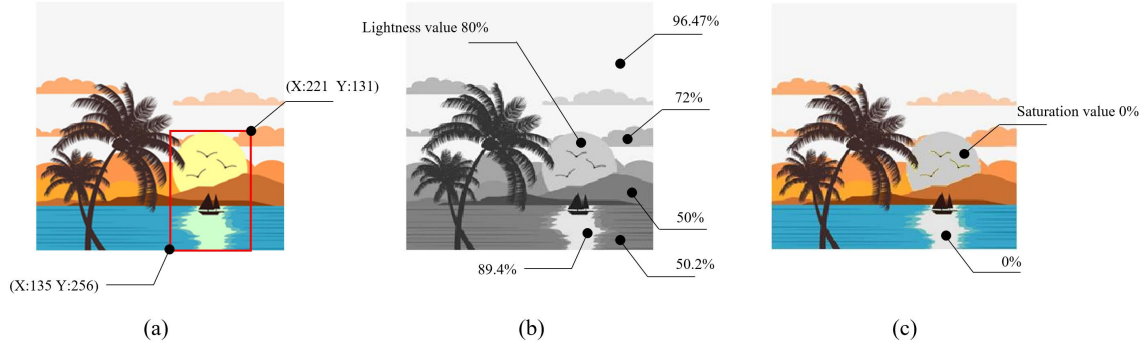 Lightness value 80%
96.47%
(X:221 Y:131)
72%
Saturation value 0%
50%
(X:135 Y:256)
89.4%
50.2%
0%
(a)
(b)
(c)